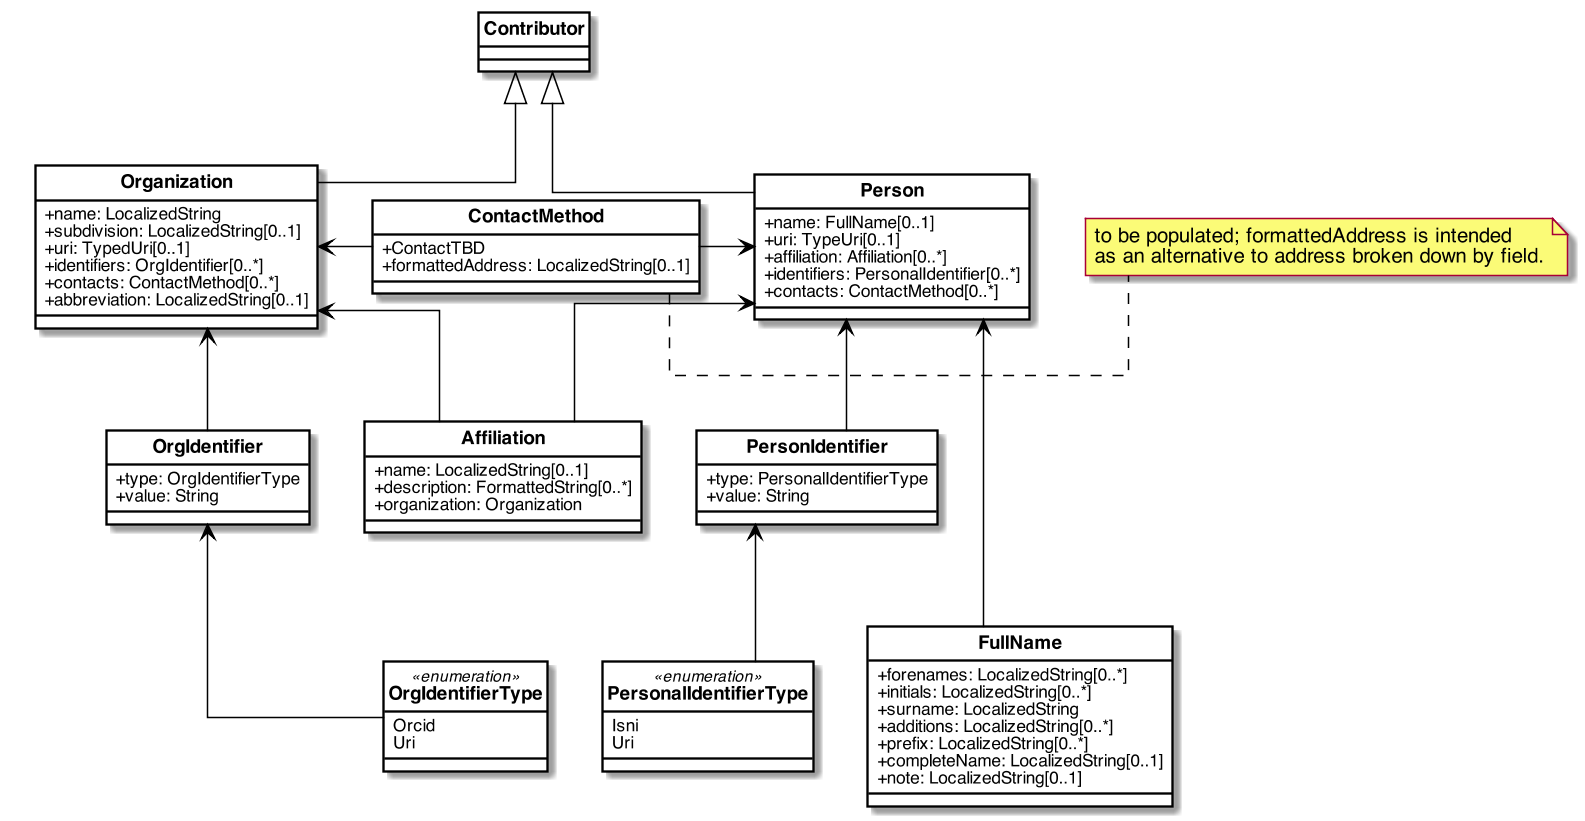 Contributor
Organization
+name: LocalizedString
+subdivision: LocalizedString[0..1]
+uri: TypedUri[0..1]
+identifiers: OrgIdentifier[0..*]
+contacts: ContactMethod[0..*]
+abbreviation: LocalizedString[0..1]
ContactMethod
+ContactTBD
+formattedAddress: LocalizedString[0..1]
Person
+name: FullName[0..1]
+uri: TypeUri[0..1]
+affiliation: Affiliation[0..*]
+identifiers: PersonalIdentifier[0..*]
+contacts: ContactMethod[0..*]
to be populated; formattedAddress is intended
as an alternative to address broken down by field.
OrgIdentifier
+type: OrgIdentifierType
+value: String
Affiliation
+name: LocalizedString[0..1]
+description: FormattedString[0..*]
+organization: Organization
PersonIdentifier
+type: PersonalIdentifierType
+value: String
«enumeration»
OrgIdentifierType
Orcid
Uri
«enumeration»
PersonalIdentifierType
Isni
Uri
FullName
+forenames: LocalizedString[0..*]
+initials: LocalizedString[0..*]
+surname: LocalizedString
+additions: LocalizedString[0..*]
+prefix: LocalizedString[0..*]
+completeName: LocalizedString[0..1]
+note: LocalizedString[0..1]